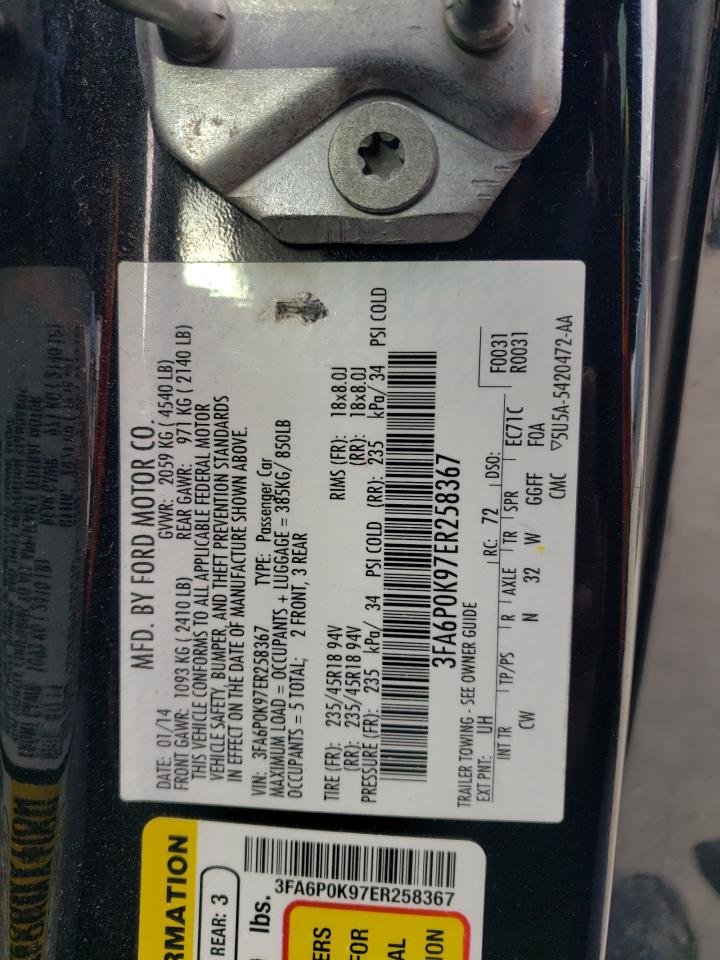 MFD. BY FORD MOTOR CO.
DATE: 01/14 GVWR: 2059 KG ( 4540 LB)
FRONT GAWR: 1093 KG ( 2410 LB) REAR GAWR: 971 KG ( 2140 LB)
THIS VEHICLE CONFORMS TO ALL APPLICABLE FEDERAL MOTOR
VEHICLE SAFETY, BUMPER, AND THEFT PREVENTION STANDARDS
IN EFFECT ON THE DATE OF MANUFACTURE SHOWN ABOVE.
VIN: 3FA6P0K97ER258367 TYPE: Passenger Car
MAXIMUM LOAD = OCCUPANTS + LUGGAGE = 385KG/ 850LB
OCCUPANTS = 5 TOTAL; 2 FRONT, 3 REAR
TIRE (FR): 235/45R18 94V RIMS (FR): 18x8.0J
(RR): 235/45R18 94V (RR): 18x8.0J
PRESSURE (FR): 235 kPa/ 34 PSI COLD (RR): 235 kPa/ 34 PSI COLD
3FA6P0K97ER258367
TRAILER TOWING - SEE OWNER GUIDE
EXT PNT: UH RC: 72 DSO: F0031
R0031
INT TR TP/PS R AXLE TR SPR EC71C
CW N 32 W GGFF F0A
CMC ▽5U5A-5420472-AA
RMATION
REAR: 3
lbs.
3FA6P0K97ER258367
ERS
FOR
AL
ION